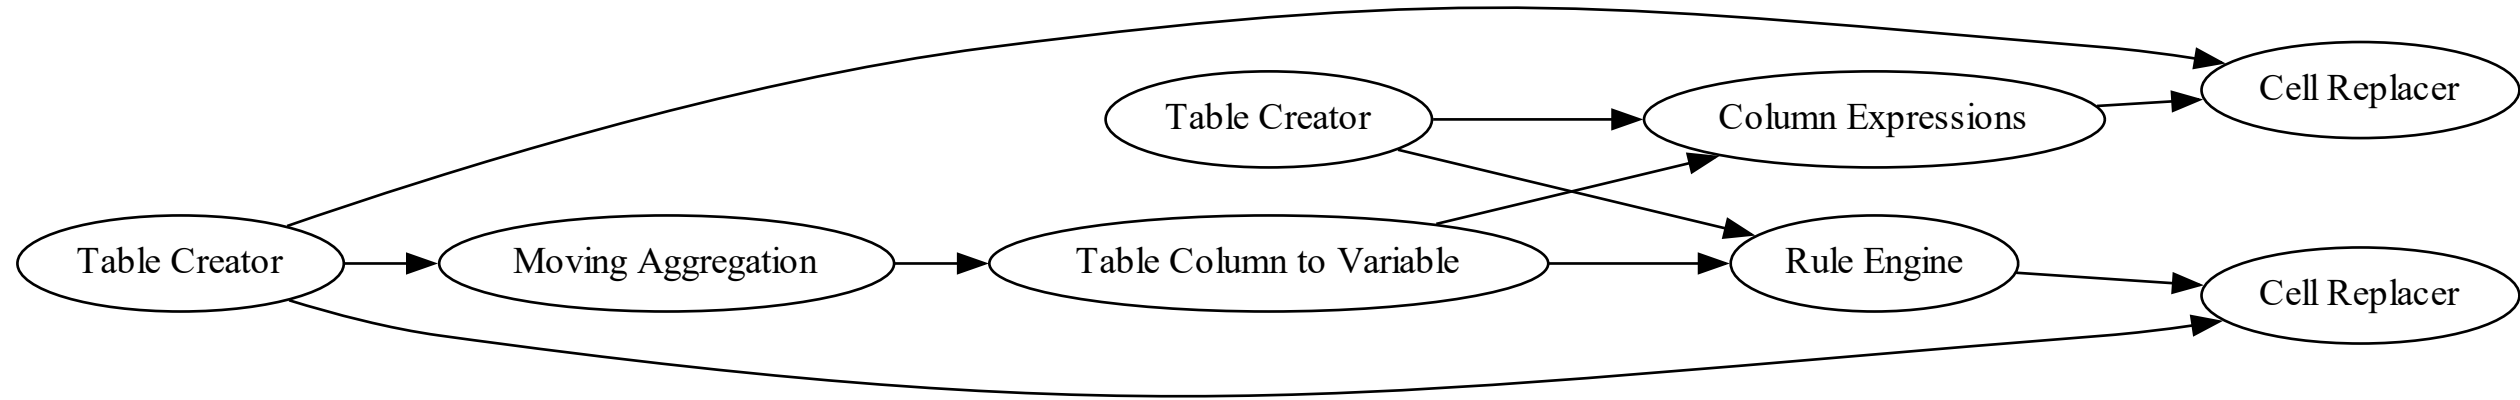 Cell Replacer
Table Creator
Column Expressions
Table Creator
Moving Aggregation
Table Column to Variable
Rule Engine
Cell Replacer